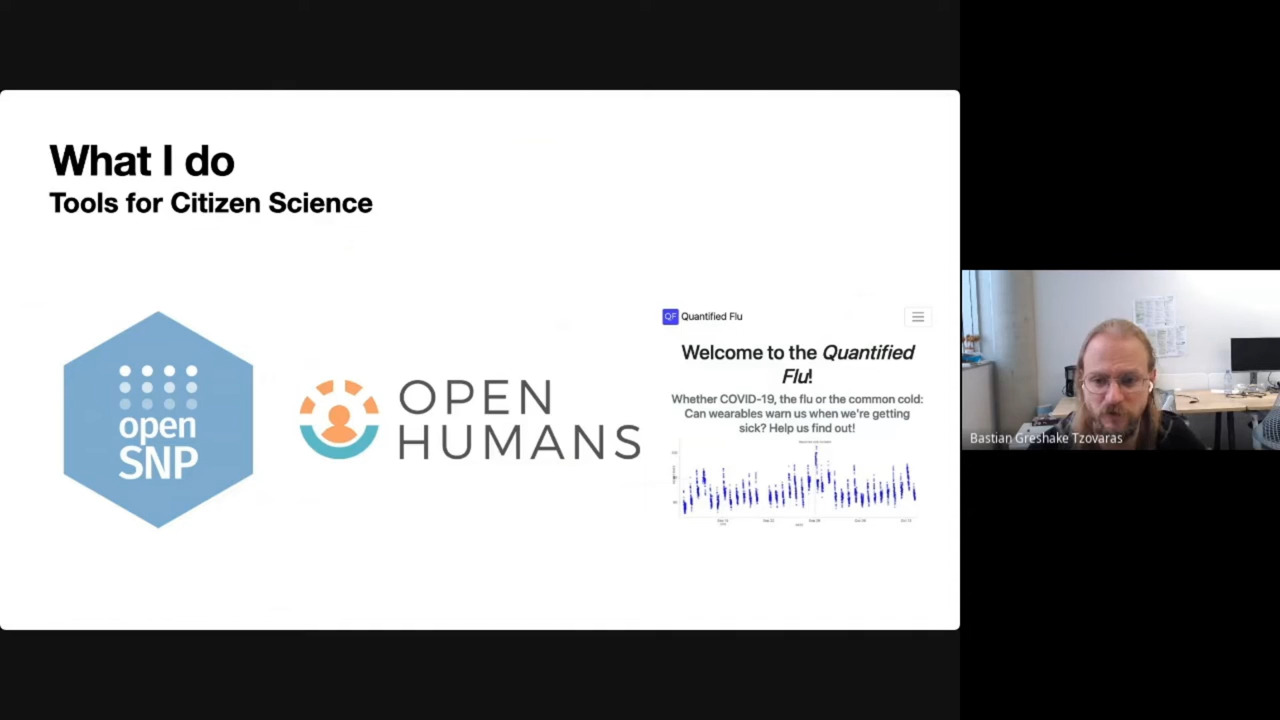 What I do
Tools for Citizen Science
open
SNP
OPEN
HUMANS
QF Quantified Flu
Welcome to the Quantified
Flu!
Whether COVID-19, the flu or the common cold:
Can wearables warn us when we're getting
sick? Help us find out!
Bastian Greshake Tzovaras